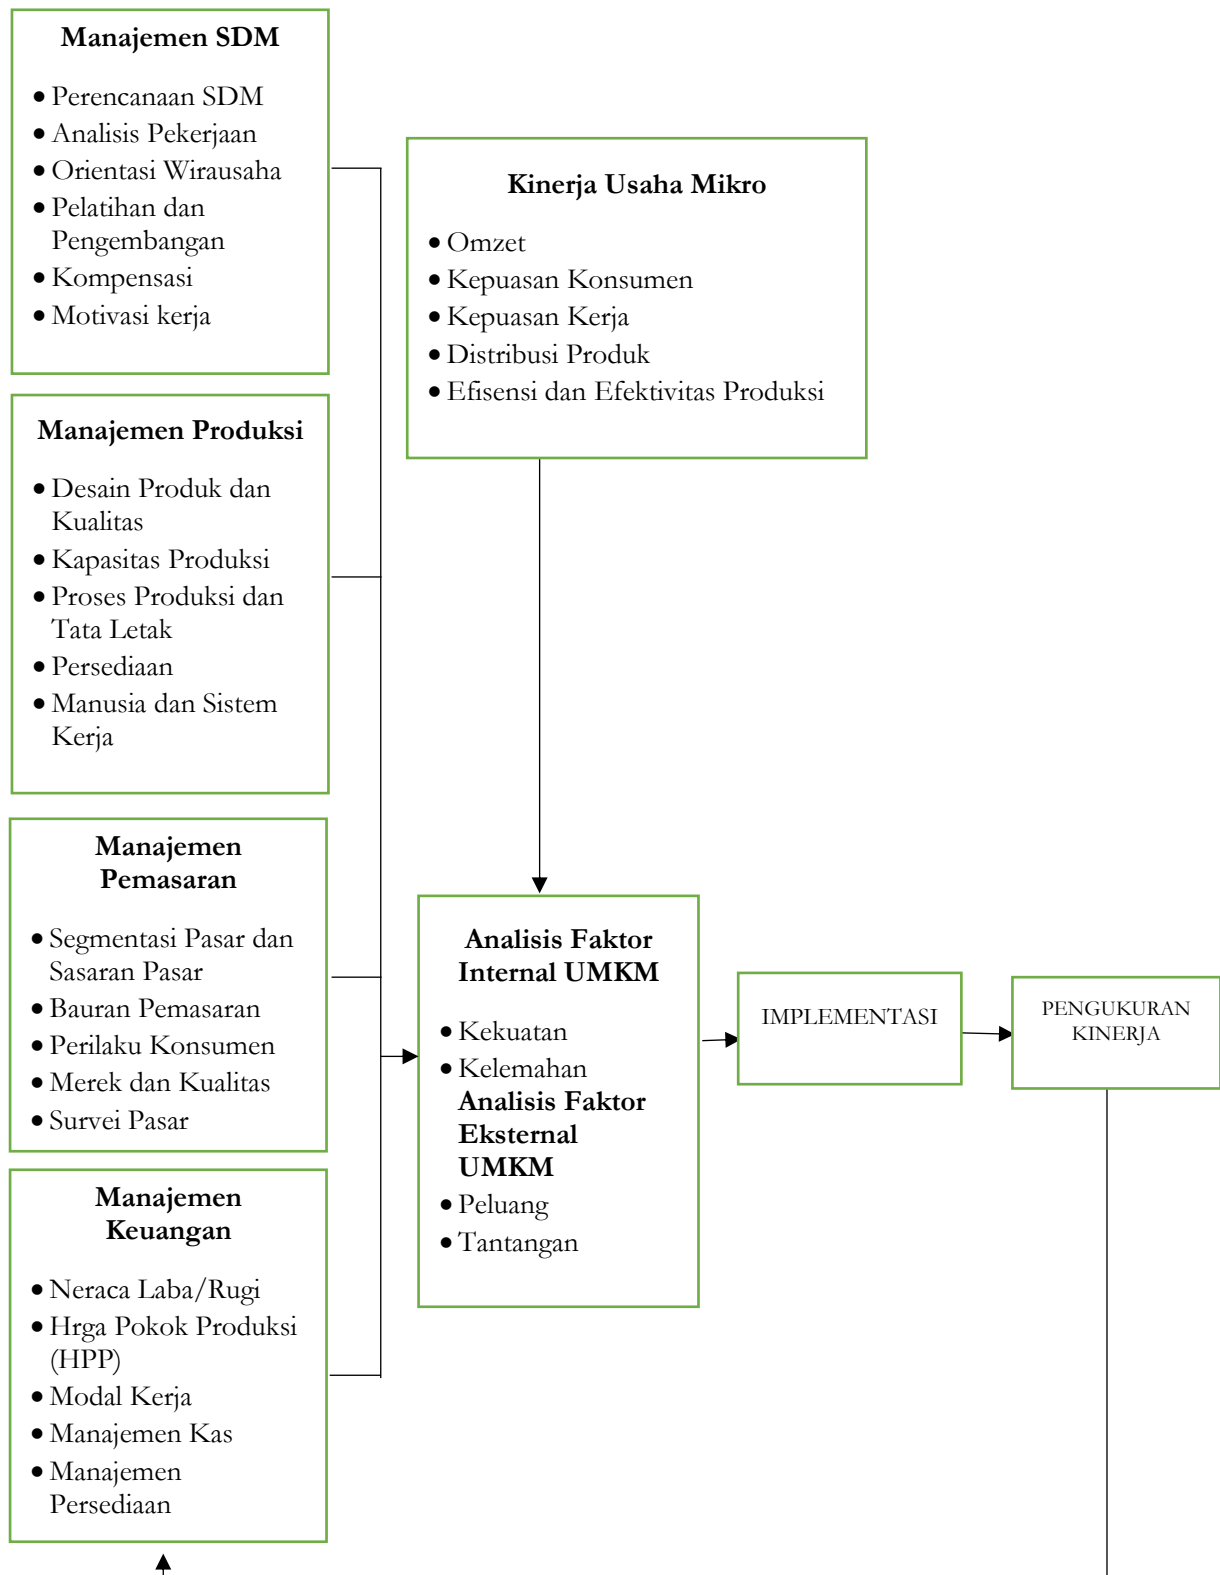 Manajemen SDM
• Perencanaan SDM
• Analisis Pekerjaan
• Orientasi Wirausaha
• Pelatihan dan
Pengembangan
• Kompensasi
• Motivasi kerja
Kinerja Usaha Mikro
• Omzet
• Kepuasan Konsumen
• Kepuasan Kerja
• Distribusi Produk
• Efisensi dan Efektivitas Produksi
Manajemen Produksi
• Desain Produk dan
Kualitas
• Kapasitas Produksi
• Proses Produksi dan
Tata Letak
• Persediaan
• Manusia dan Sistem
Kerja
Manajemen
Pemasaran
• Segmentasi Pasar dan
Sasaran Pasar
• Bauran Pemasaran
• Perilaku Konsumen
• Merek dan Kualitas
• Survei Pasar
Analisis Faktor
Internal UMKM
• Kekuatan
• Kelemahan
Analisis Faktor
Eksternal
UMKM
• Peluang
• Tantangan
IMPLEMENTASI
PENGUKURAN
KINERJA
Manajemen
Keuangan
• Neraca Laba/Rugi
• Hrga Pokok Produksi
(HPP)
• Modal Kerja
• Manajemen Kas
• Manajemen
Persediaan